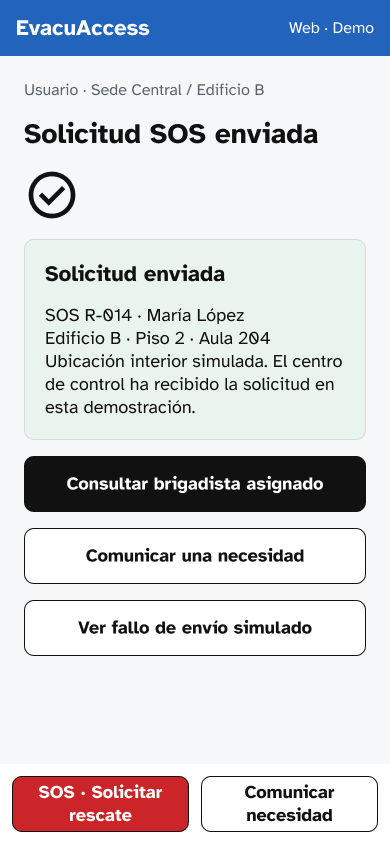 EvacuAccess
Web · Demo
Usuario · Sede Central / Edificio B
Solicitud SOS enviada
Solicitud enviada
SOS R-014 · María López
Edificio B · Piso 2 · Aula 204
Ubicación interior simulada. El centro
de control ha recibido la solicitud en
esta demostración.
Consultar brigadista asignado
Comunicar una necesidad
Ver fallo de envío simulado
SOS · Solicitar
rescate
Comunicar
necesidad